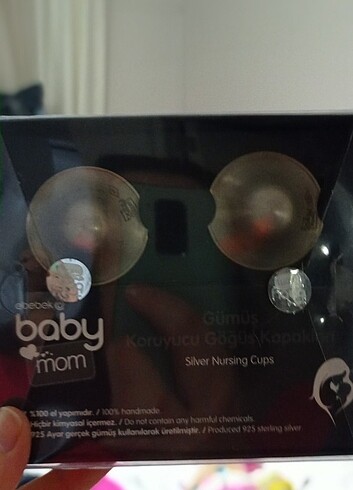 ebebek
baby
mom
Gümüş
Koruyucu Göğüs Kapakları
Silver Nursing Cups
%100 el yapımıdır. / 100% handmade
Hiçbir kimyasal içermez. / Do not contain any harmful chemicals.
925 Ayar gerçek gümüş kullanılarak üretilmiştir. / Produced 925 sterling silver